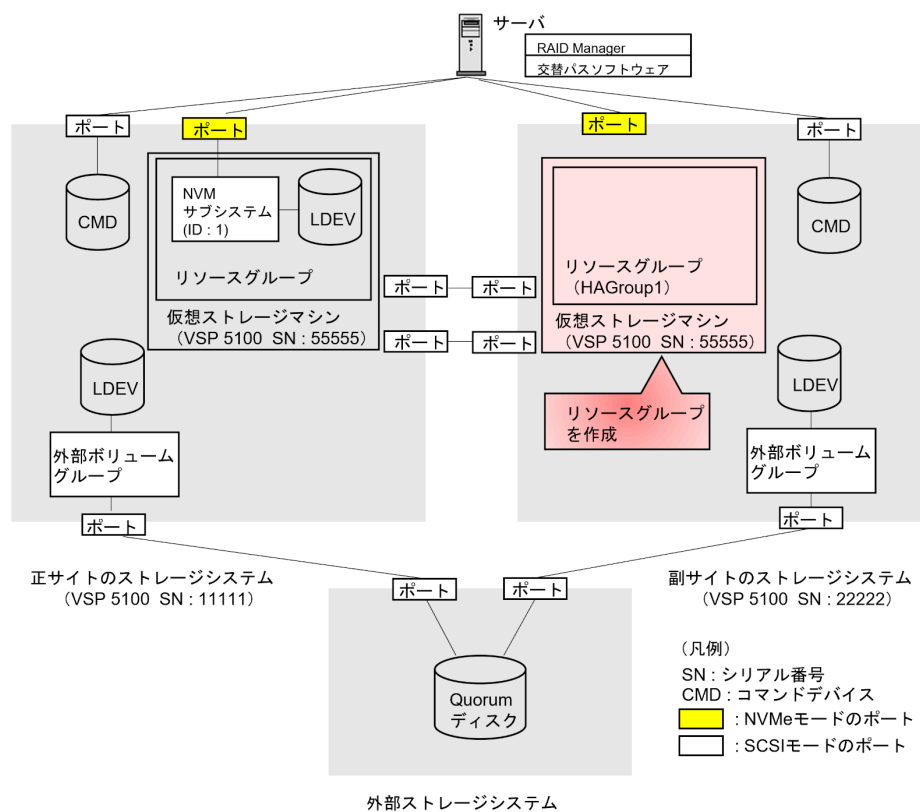 サーバ
RAID Manager
交替パスソフトウェア
ポート
ポート
ポート
ポート
CMD
NVM
サブシステム
(ID : 1)
LDEV
リソースグループ
仮想ストレージマシン
(VSP 5100 SN : 55555)
ポート
ポート
ポート
ポート
リソースグループ
(HAGroup1)
仮想ストレージマシン
(VSP 5100 SN : 55555)
CMD
リソースグループ
を作成
LDEV
外部ボリューム
グループ
ポート
LDEV
外部ボリューム
グループ
ポート
正サイトのストレージシステム
(VSP 5100 SN : 11111)
副サイトのストレージシステム
(VSP 5100 SN : 22222)
ポート
ポート
Quorum
ディスク
外部ストレージシステム
(凡例)
SN : シリアル番号
CMD : コマンドデバイス
: NVMeモードのポート
: SCSIモードのポート